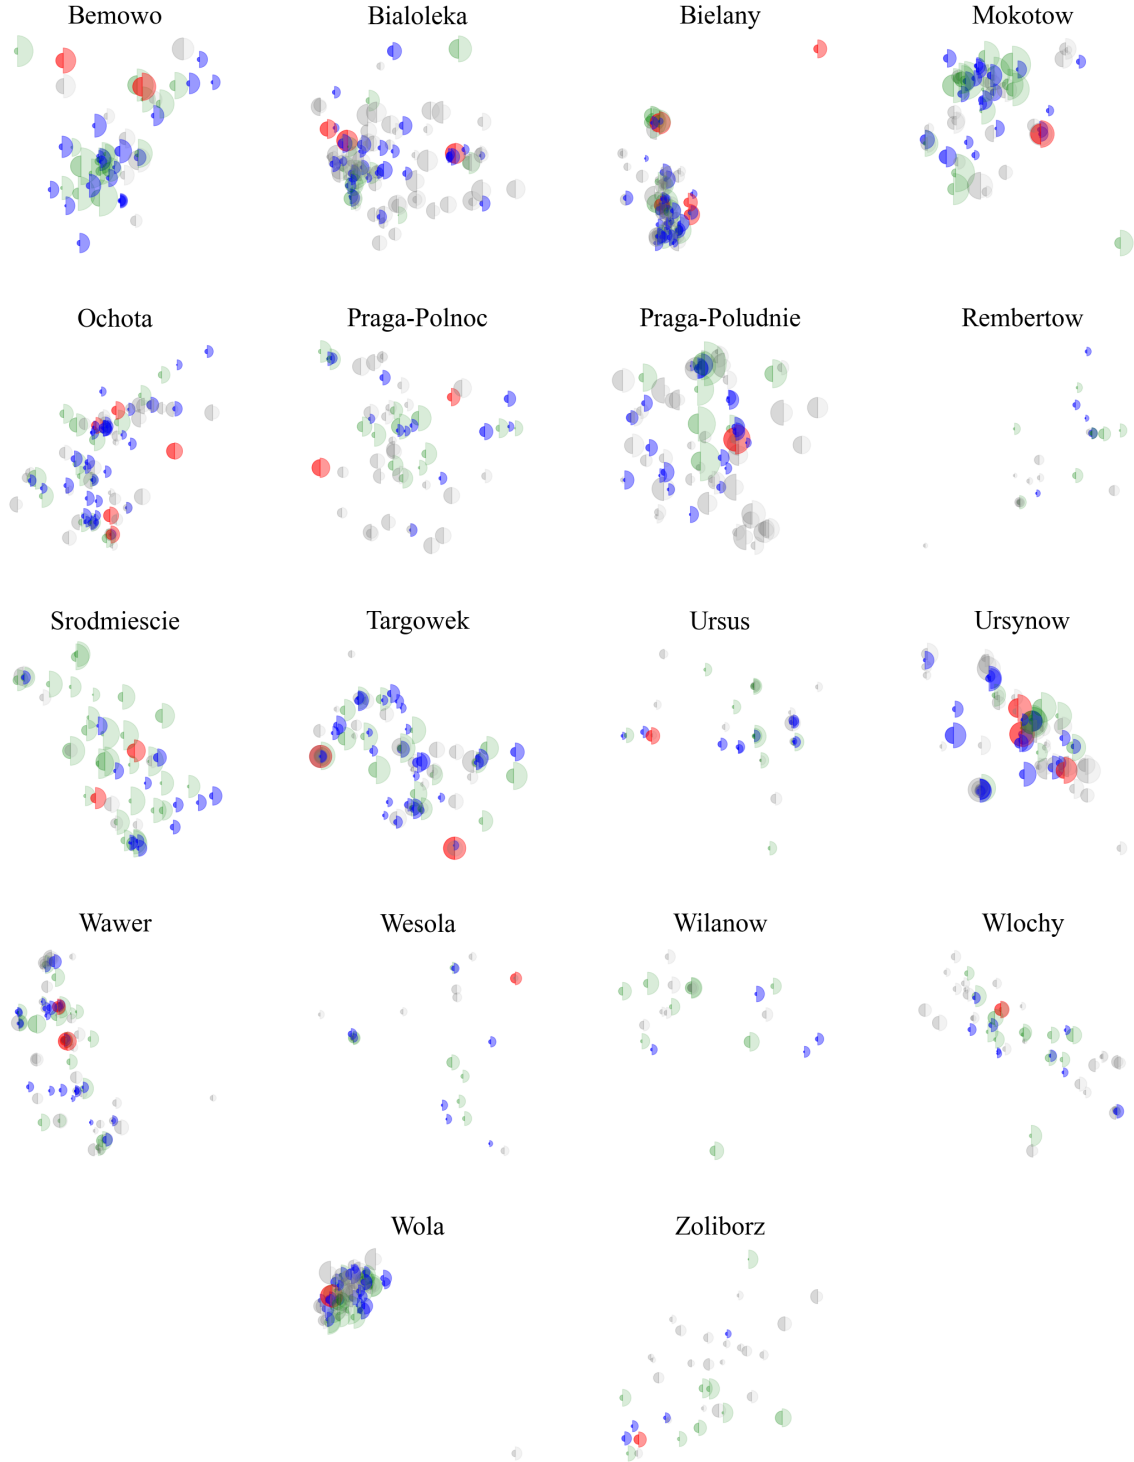 Bemowo
Bialoleka
Bielany
Mokotow
Ochota
Praga-Polnoc
Praga-Poludnie
Rembertow
Srodmiescie
Targowek
Ursus
Ursynow
Wawer
Wesola
Wilanow
Wlochy
Wola
Zoliborz